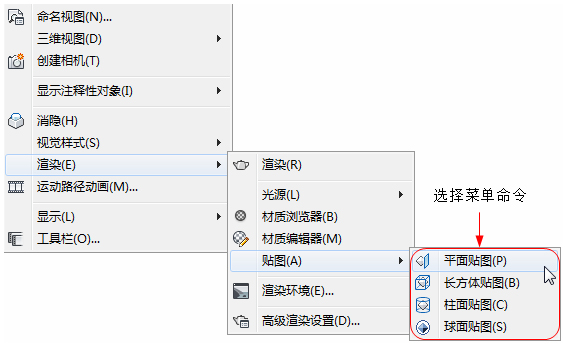 命名视图(N)...
三维视图(D)
创建相机(T)
显示注释性对象(I)
消隐(H)
视觉样式(S)
渲染(E)
运动路径动画(M)...
显示(L)
工具栏(O)...
渲染(R)
光源(L)
材质浏览器(B)
材质编辑器(M)
贴图(A)
渲染环境(E)...
高级渲染设置(D)...
选择菜单命令
平面贴图(P)
长方体贴图(B)
柱面贴图(C)
球面贴图(S)